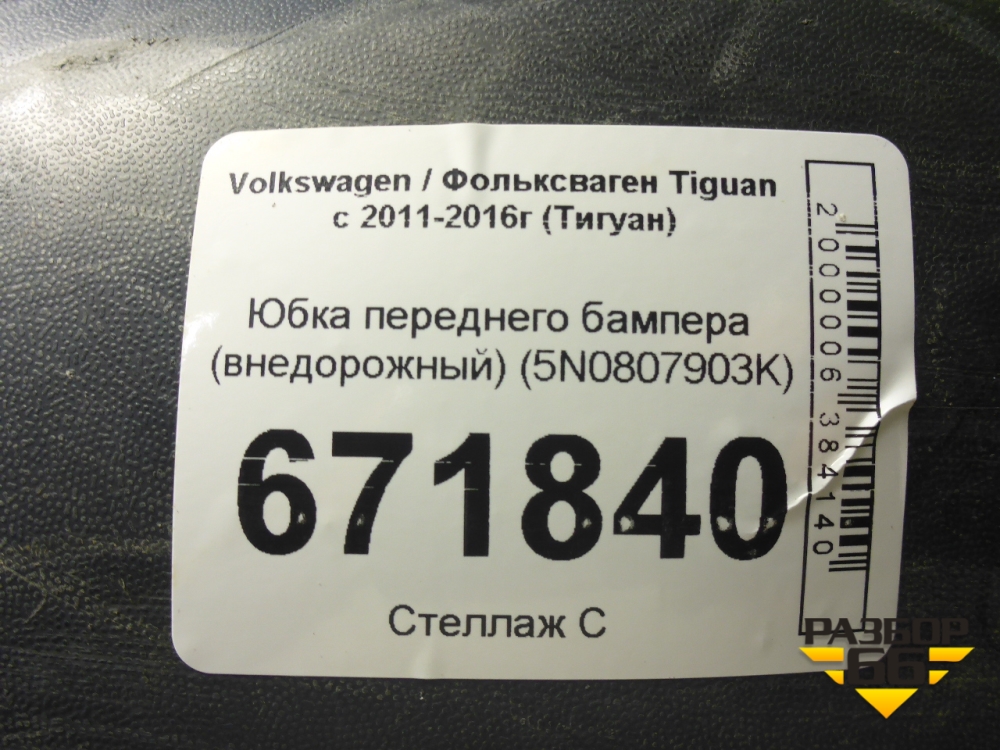 Volkswagen / Фольксваген Tiguan
с 2011-2016г (Тигуан)
Юбка переднего бампера
(внедорожный) (5N0807903K)
671840
Стеллаж С
2000006384140
РАЗБОР
66